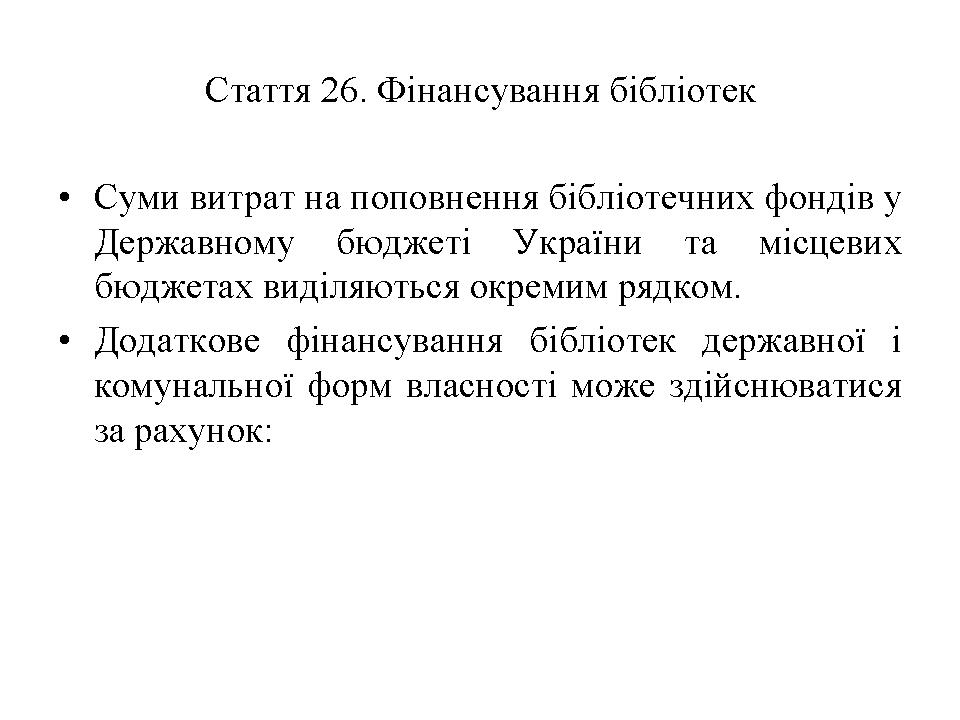 Стаття 26. Фінансування бібліотек
• Суми витрат на поповнення бібліотечних фондів у
Державному бюджеті України та місцевих
бюджетах виділяються окремим рядком.
• Додаткове фінансування бібліотек державної і
комунальної форм власності може здійснюватися
за рахунок: